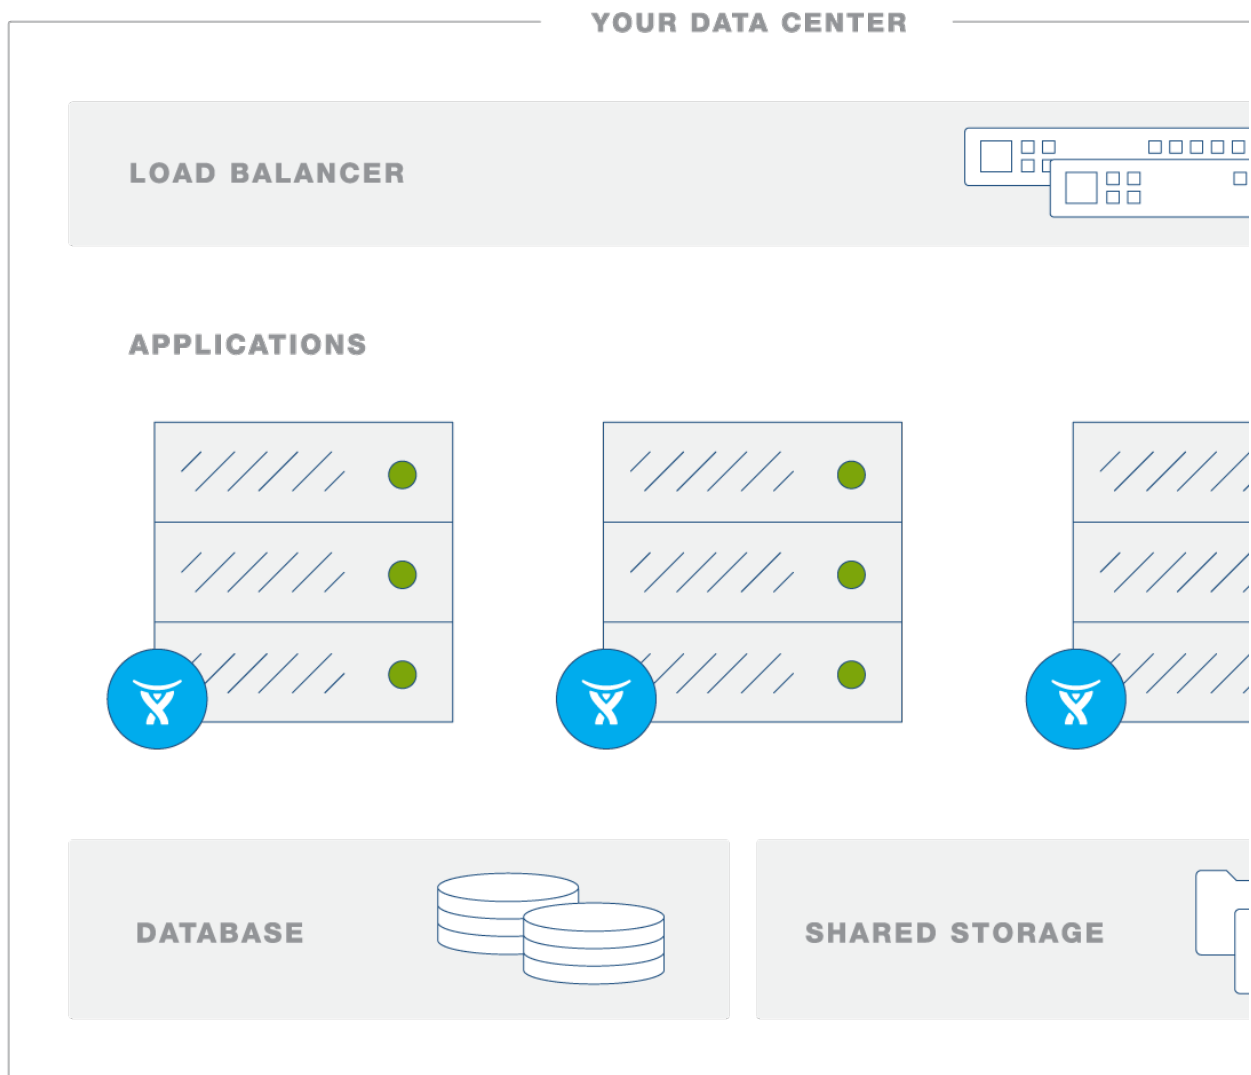 YOUR DATA CENTER
LOAD BALANCER
APPLICATIONS
DATABASE
SHARED STORAGE